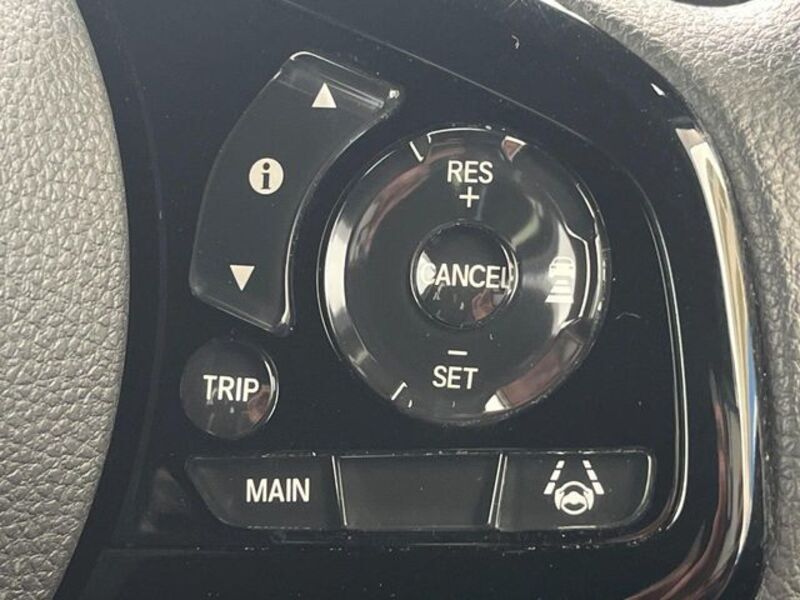 i
RES
+
CANCEL
–
SET
TRIP
MAIN